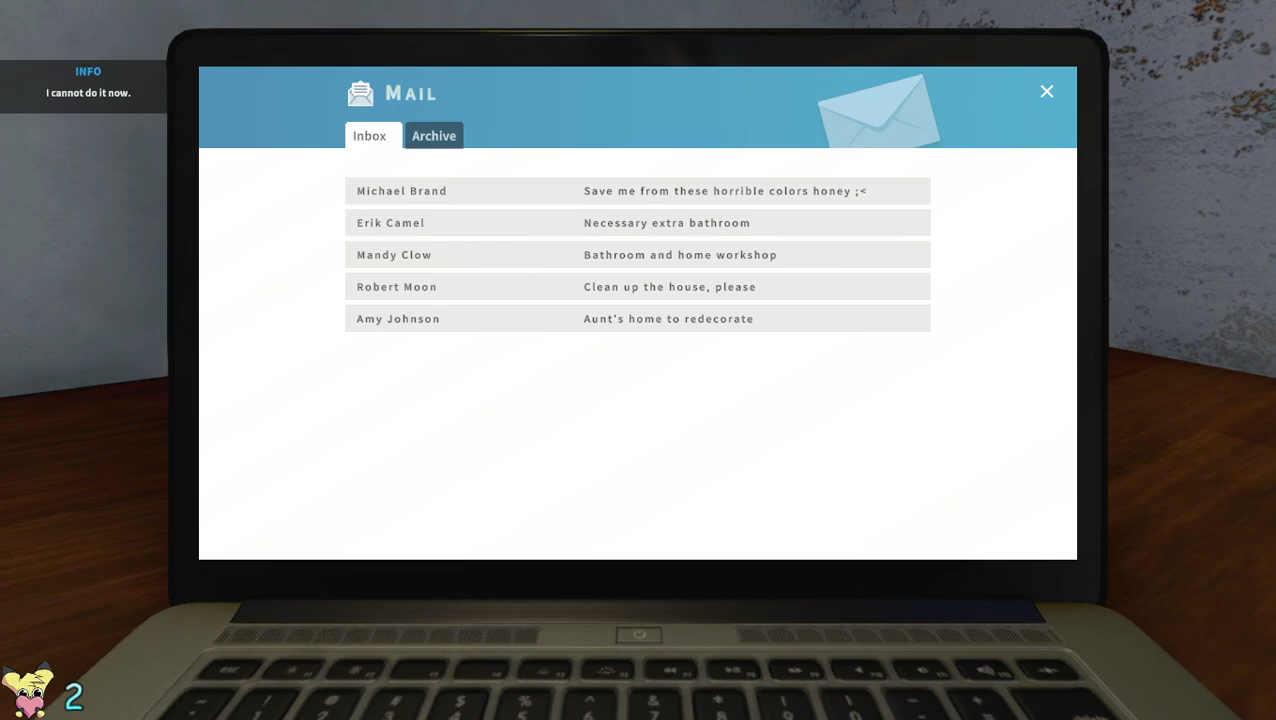 INFO
I cannot do it now.
MAIL
Inbox Archive
Michael Brand Save me from these horrible colors honey ;<
Erik Camel Necessary extra bathroom
Mandy Clow Bathroom and home workshop
Robert Moon Clean up the house, please
Amy Johnson Aunt's home to redecorate
2